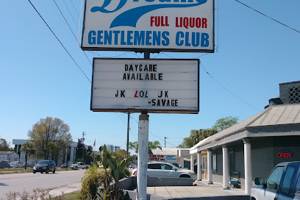 FULL LIQUOR
GENTLEMENS CLUB
DAYCARE
AVAILABLE
JK LOL JK
-SAVAGE